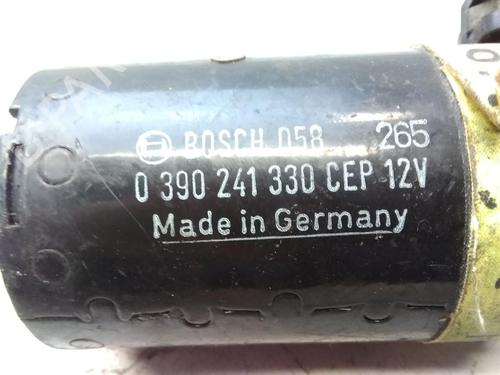 BOSCH 058 265
0 390 241 330 CEP 12V
Made in Germany